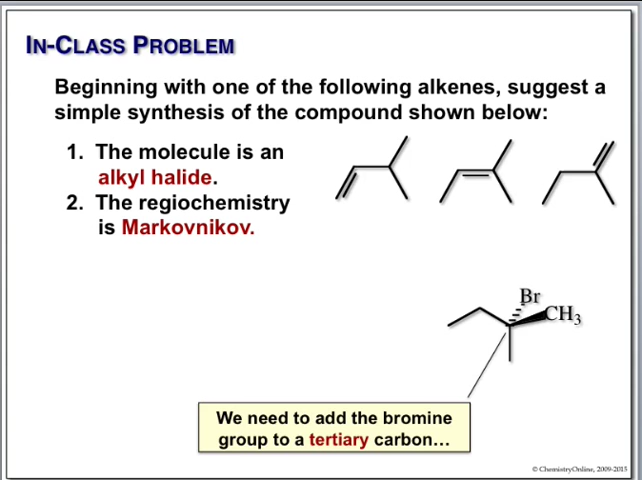 IN-CLASS PROBLEM
Beginning with one of the following alkenes, suggest a
simple synthesis of the compound shown below:
1. The molecule is an
alkyl halide.
2. The regiochemistry
is Markovnikov.
Br
CH3
We need to add the bromine
group to a tertiary carbon...
© ChemistryOnline, 2009-2015